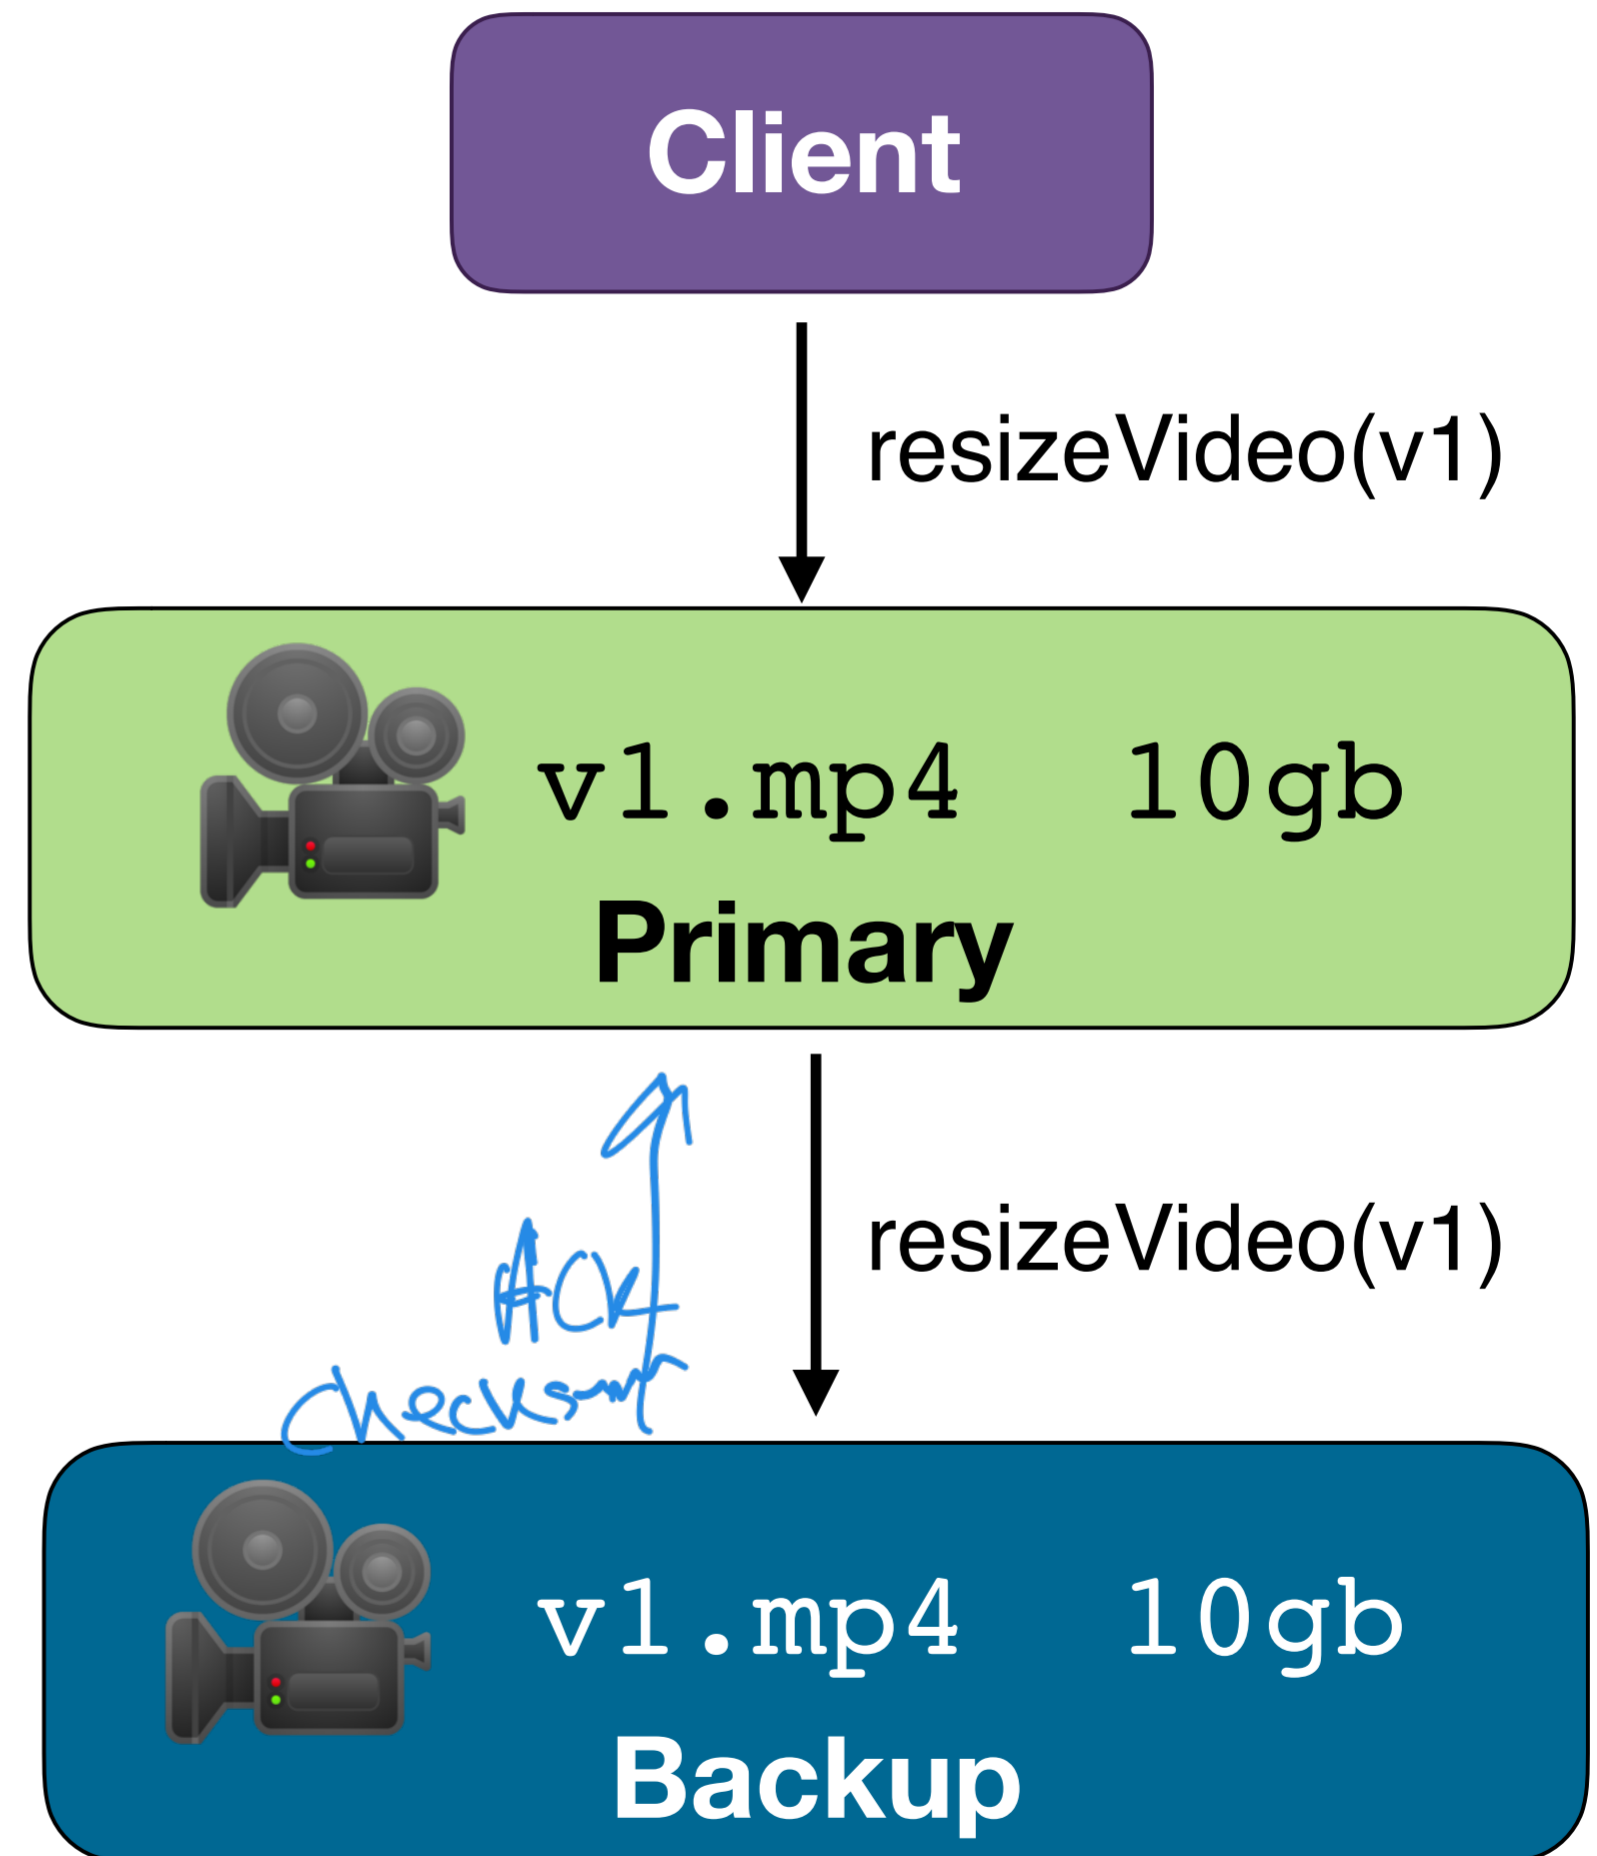 Client
resizeVideo(v1)
v1.mp4 10gb
Primary
resizeVideo(v1)
ACK
checksum
v1.mp4 10gb
Backup